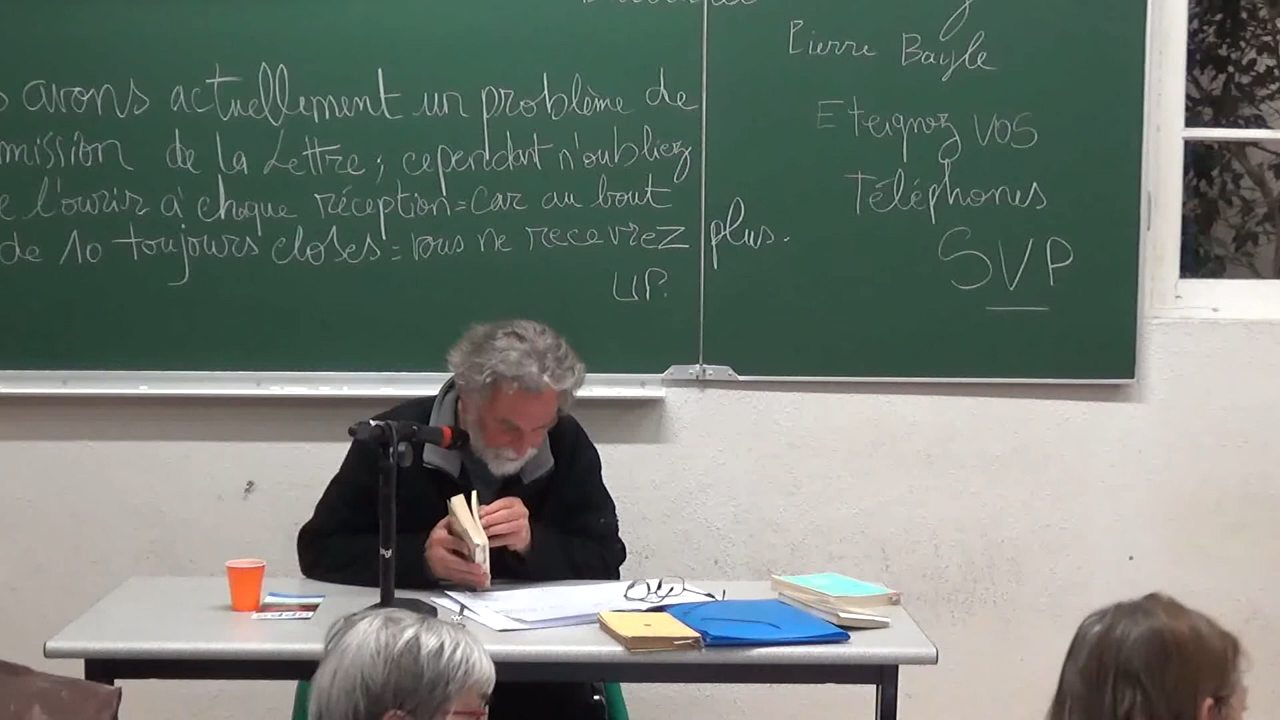 avons actuellement un problème de
mission de la Lettre ; cependant n'oubliez
e l'ouvrir à chaque réception = car au bout
de 10 toujours closes = vous ne recevrez plus.
UP.
Pierre Bayle
Eteignez vos
Téléphones
SVP